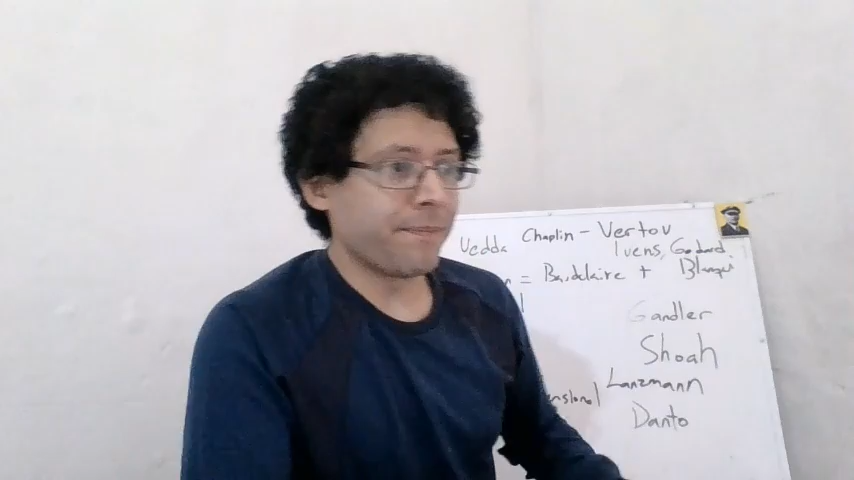 Vedda Chaplin - Vertov
Ivens, Godard
= Baudelaire + Blanqui
Gandler
Shoah
Lanzmann
Danto